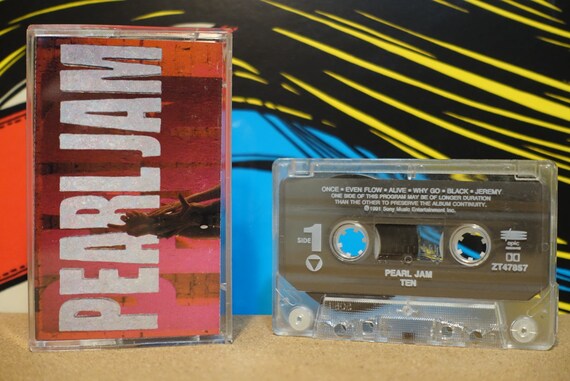 PEARL JAM
ONCE • EVEN FLOW • ALIVE • WHY GO • BLACK • JEREMY
ONE SIDE OF THIS PROGRAM MAY BE OF LONGER DURATION
THAN THE OTHER TO PRESERVE THE ALBUM CONTINUITY.
© 1991 Sony Music Entertainment Inc.
SIDE 1
epic
ZT47857
PEARL JAM
TEN